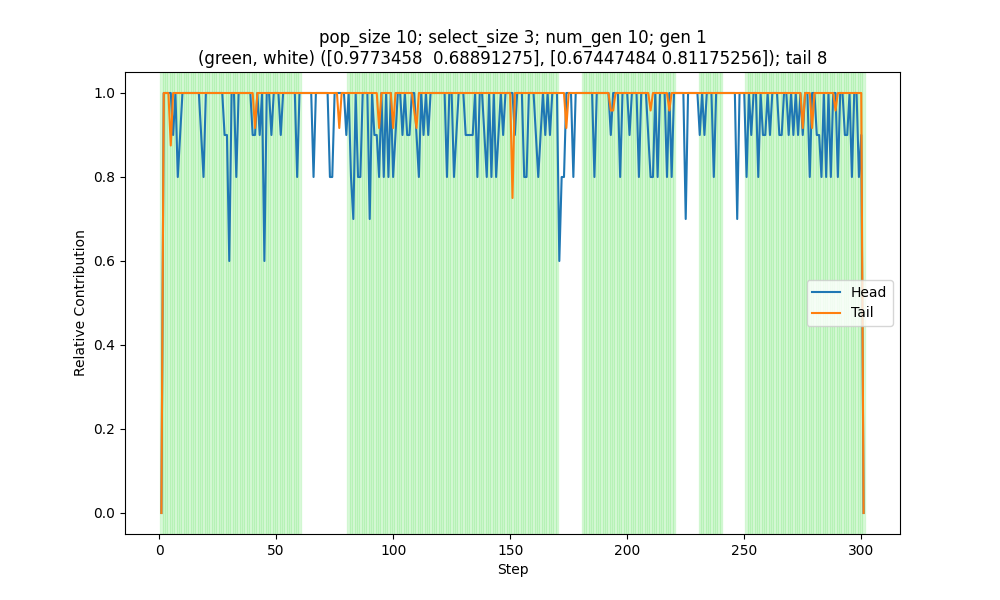 pop_size 10; select_size 3; num_gen 10; gen 1
(green, white) ([0.9773458  0.68891275], [0.67447484 0.81175256]); tail 8
1.0
0.8
0.6
0.4
0.2
0.0
Relative Contribution
Head
Tail
0
50
100
150
200
250
300
Step